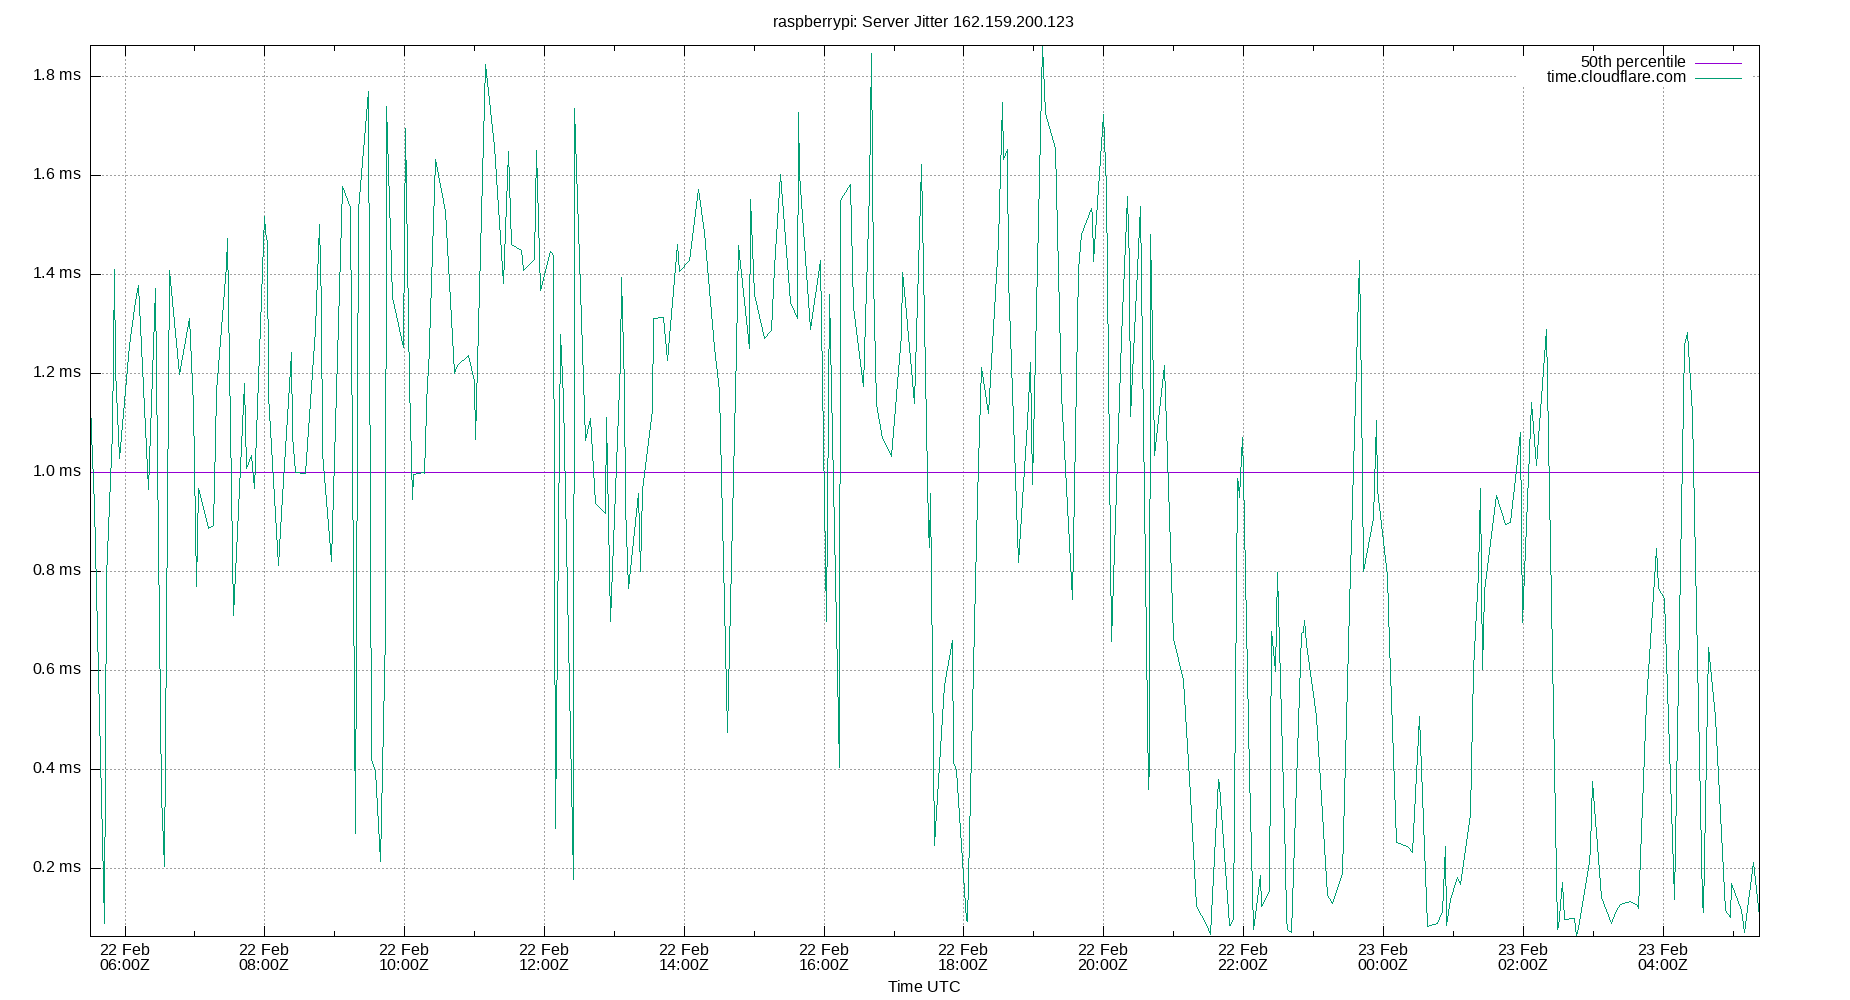 raspberrypi: Server Jitter 162.159.200.123
50th percentile
time.cloudflare.com
1.8 ms
1.6 ms
1.4 ms
1.2 ms
1.0 ms
0.8 ms
0.6 ms
0.4 ms
0.2 ms
22 Feb 22 Feb 22 Feb 22 Feb 22 Feb 22 Feb 22 Feb 22 Feb 22 Feb 23 Feb 23 Feb 23 Feb
06:00Z 08:00Z 10:00Z 12:00Z 14:00Z 16:00Z 18:00Z 20:00Z 22:00Z 00:00Z 02:00Z 04:00Z
Time UTC